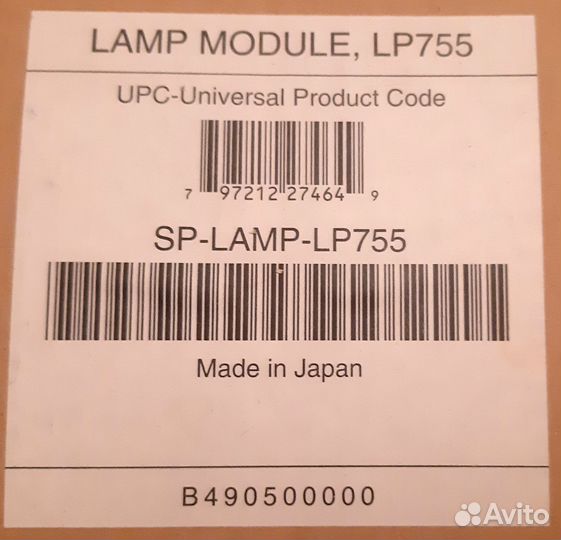 LAMP MODULE, LP755
UPC-Universal Product Code
7 97212 27464 9
SP-LAMP-LP755
Made in Japan
B490500000
Avito